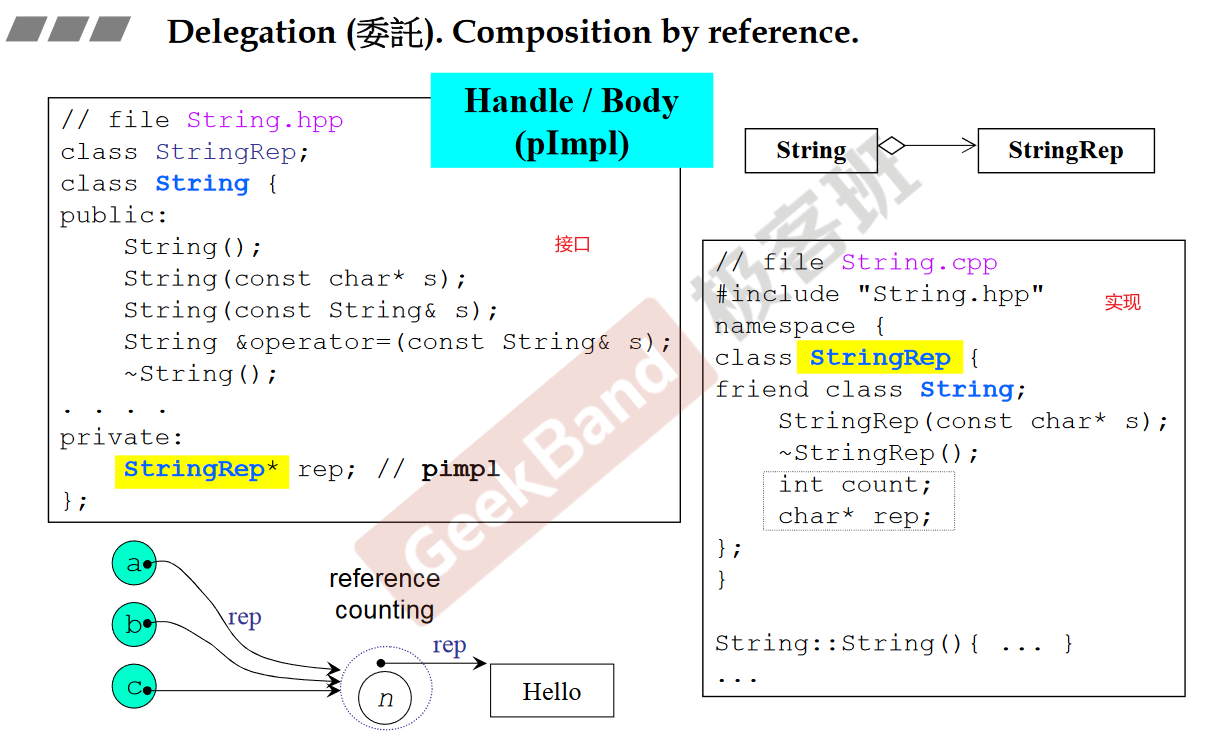 Delegation (委託). Composition by reference.
Handle / Body
(pImpl)
// file String.hpp
class StringRep;
class String {
public:
String();
String(const char* s);
String(const String& s);
String &operator=(const String& s);
~String();
. . . .
private:
StringRep* rep; // pimpl
};
接口
String
StringRep
// file String.cpp
#include "String.hpp"
namespace {
class StringRep {
friend class String;
StringRep(const char* s);
~StringRep();
int count;
char* rep;
};
}
String::String(){ ... }
...
实现
a
b
c
rep
reference
counting
n
rep
Hello
GeekBand 极客班